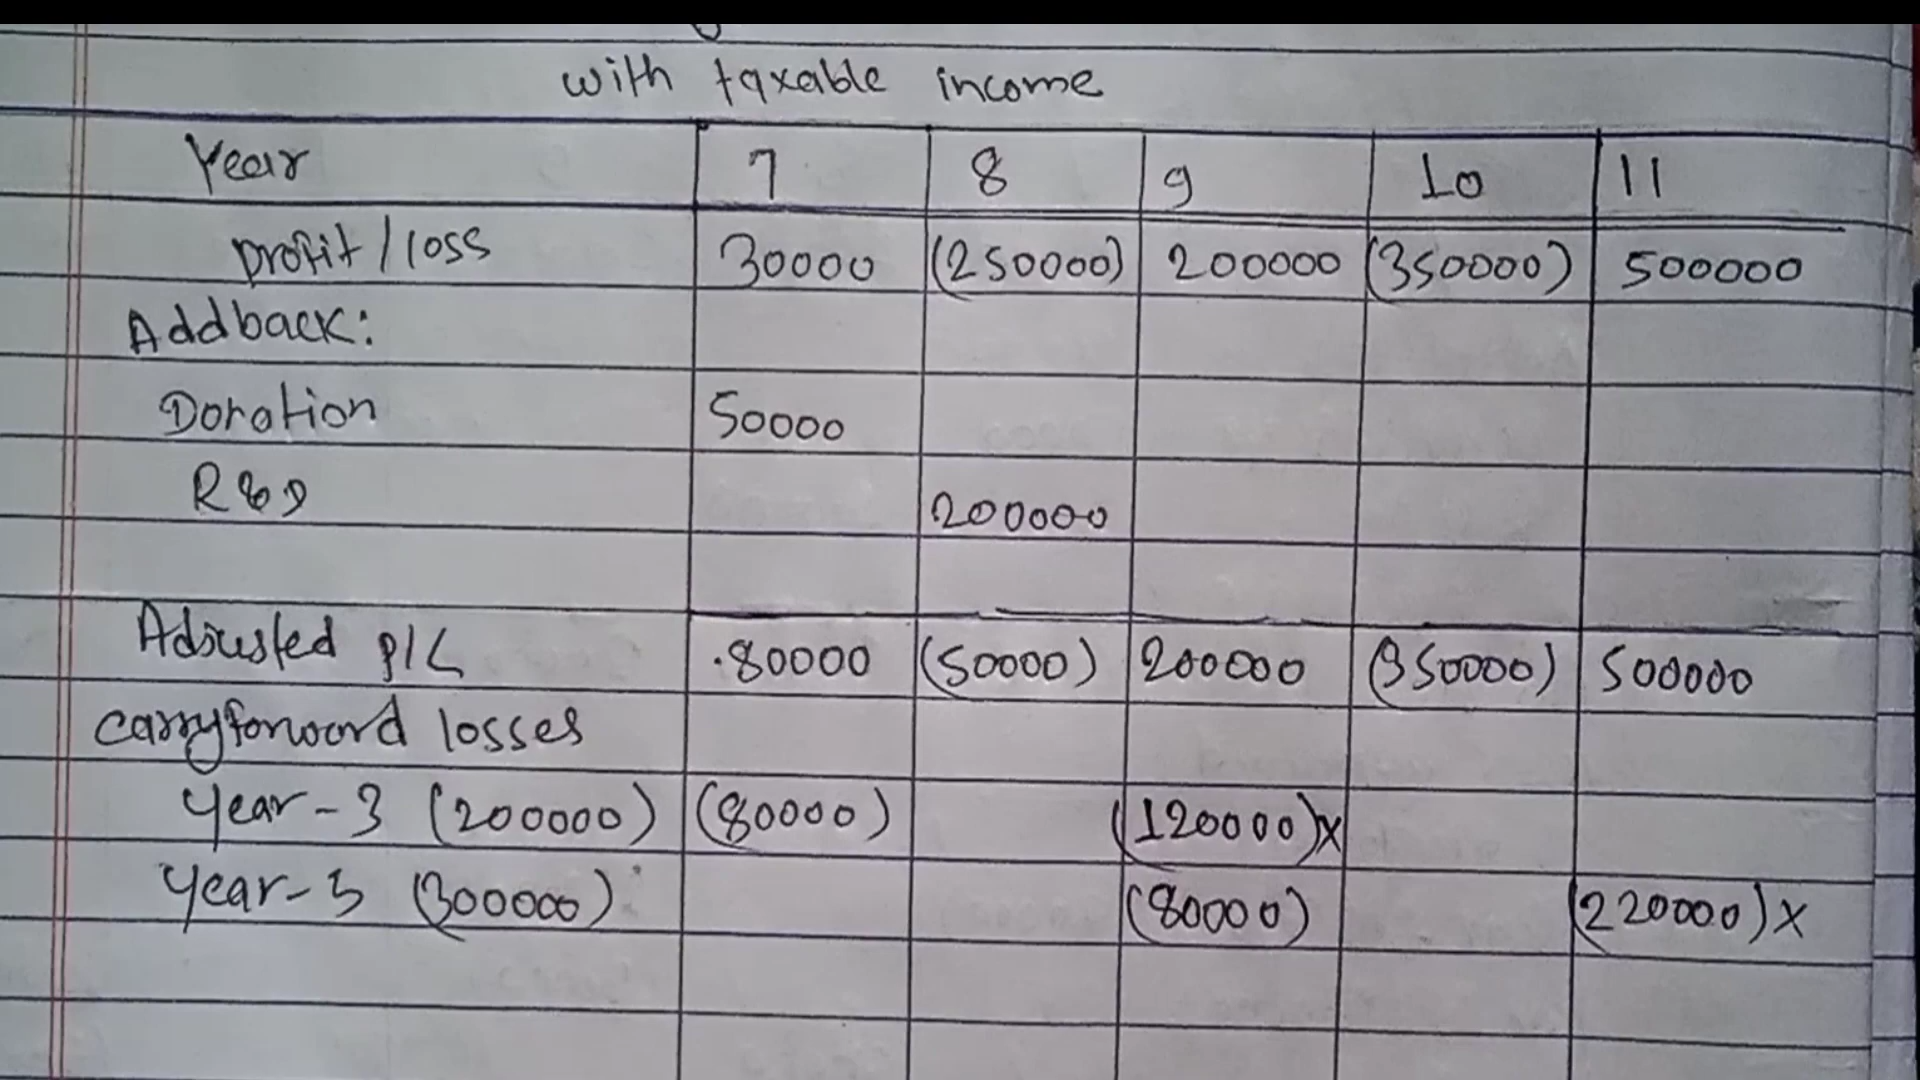 with taxable income
Year 7 8 9 10 11
profit/loss 30000 (250000) 200000 (350000) 500000
Addback:
Donation 50000
R&D 200000
Adjusted P/L 80000 (50000) 200000 (350000) 500000
carryforward losses
Year-3 (200000) (80000) (120000)x
Year-5 (300000) (80000) (220000)x